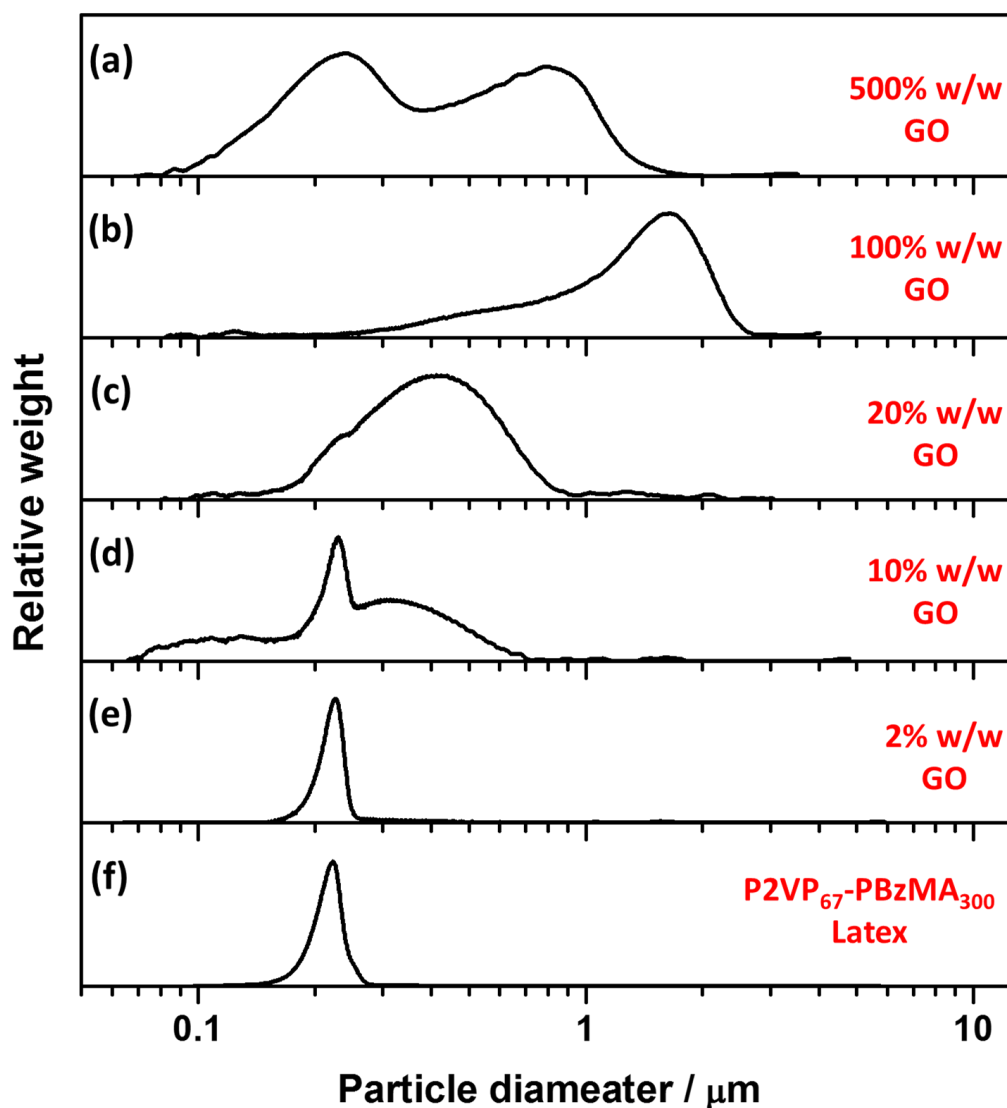 (a)
500% w/w
GO
(b)
100% w/w
GO
(c)
20% w/w
GO
(d)
10% w/w
GO
(e)
2% w/w
GO
(f)
P2VP₆₇-PBzMA₃₀₀
Latex
Relative weight
0.1 1 10
Particle diameater / μm